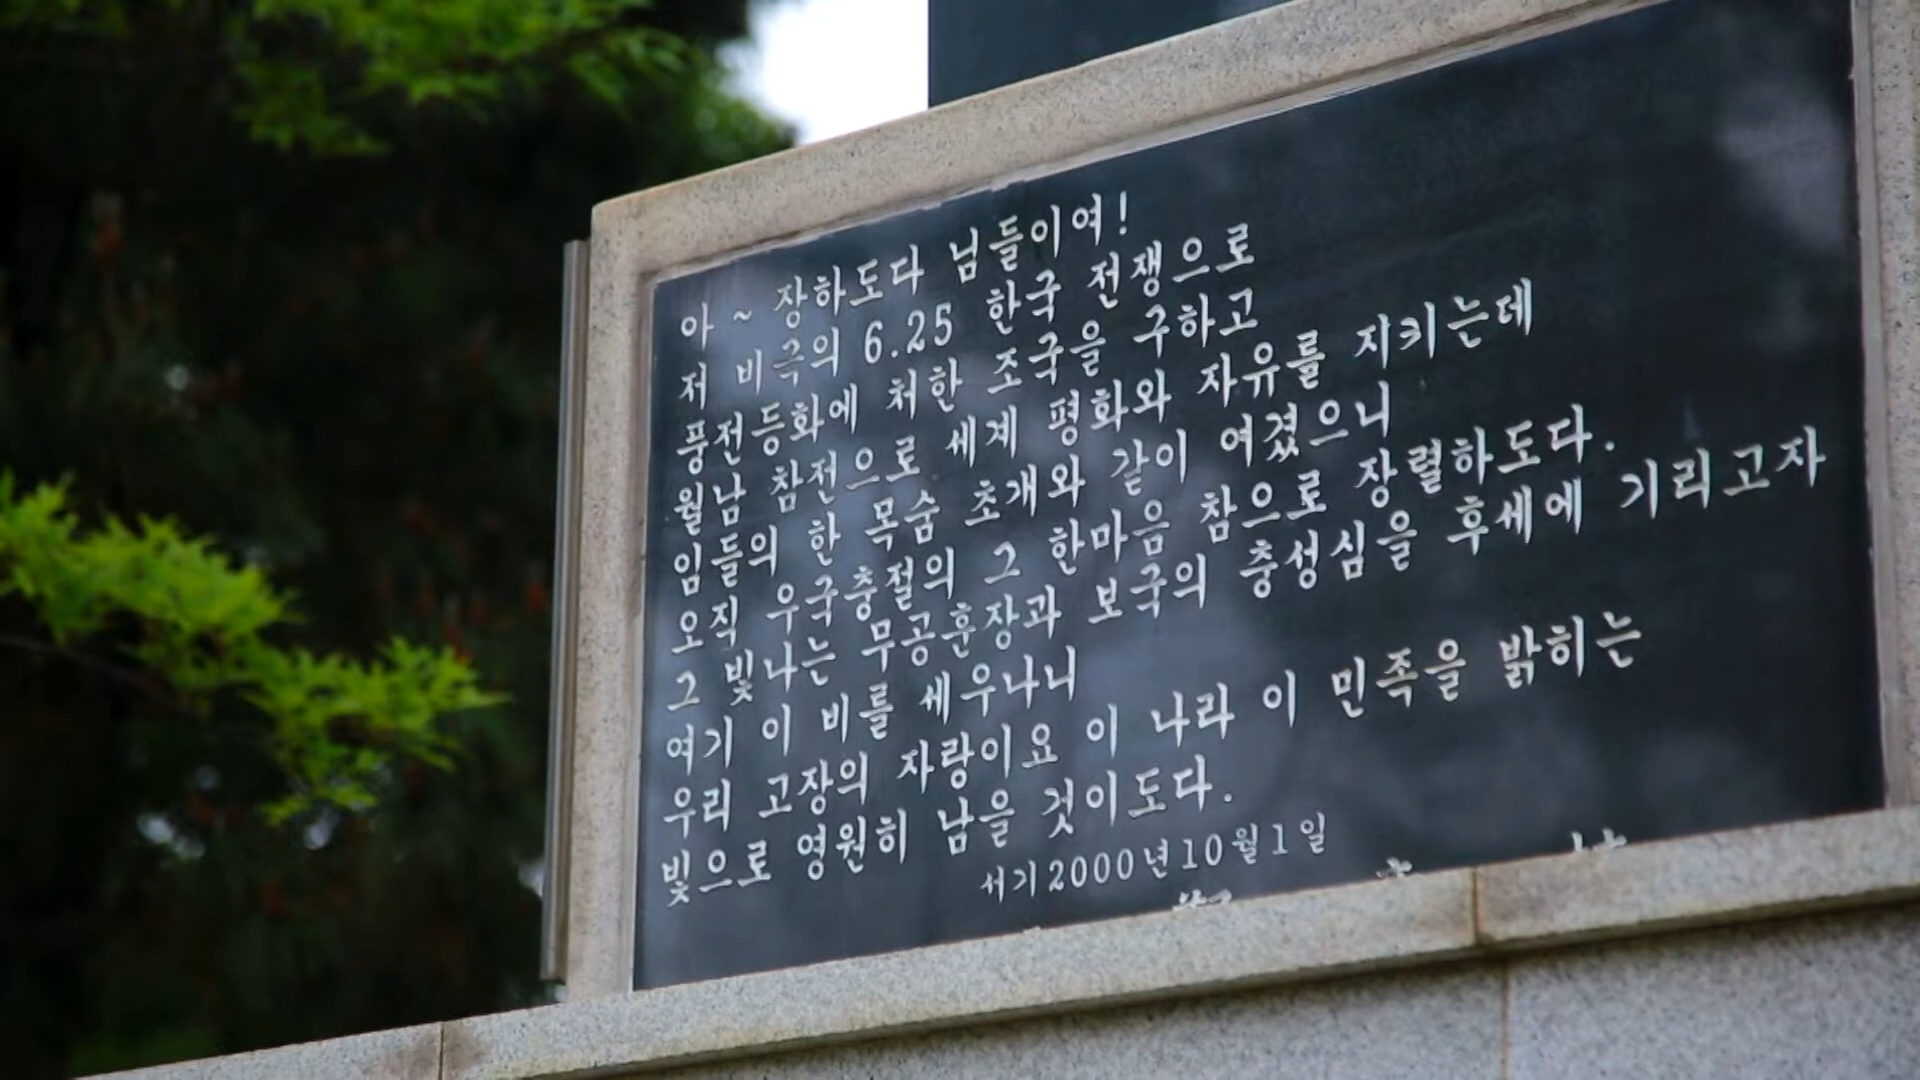 아 ~ 장하도다 님들이여!
저 비극의 6.25 한국 전쟁으로
풍전등화에 처한 조국을 구하고
월남 참전으로 세계 평화와 자유를 지키는데
임들의 한 목숨 초개와 같이 여겼으니
오직 우국충절의 그 한마음 참으로 장렬하도다.
그 빛나는 무공훈장과 보국의 충성심을 후세에 기리고자
여기 이 비를 세우나니
우리 고장의 자랑이요 이 나라 이 민족을 밝히는
빛으로 영원히 남을 것이도다.
서기2000년10월1일